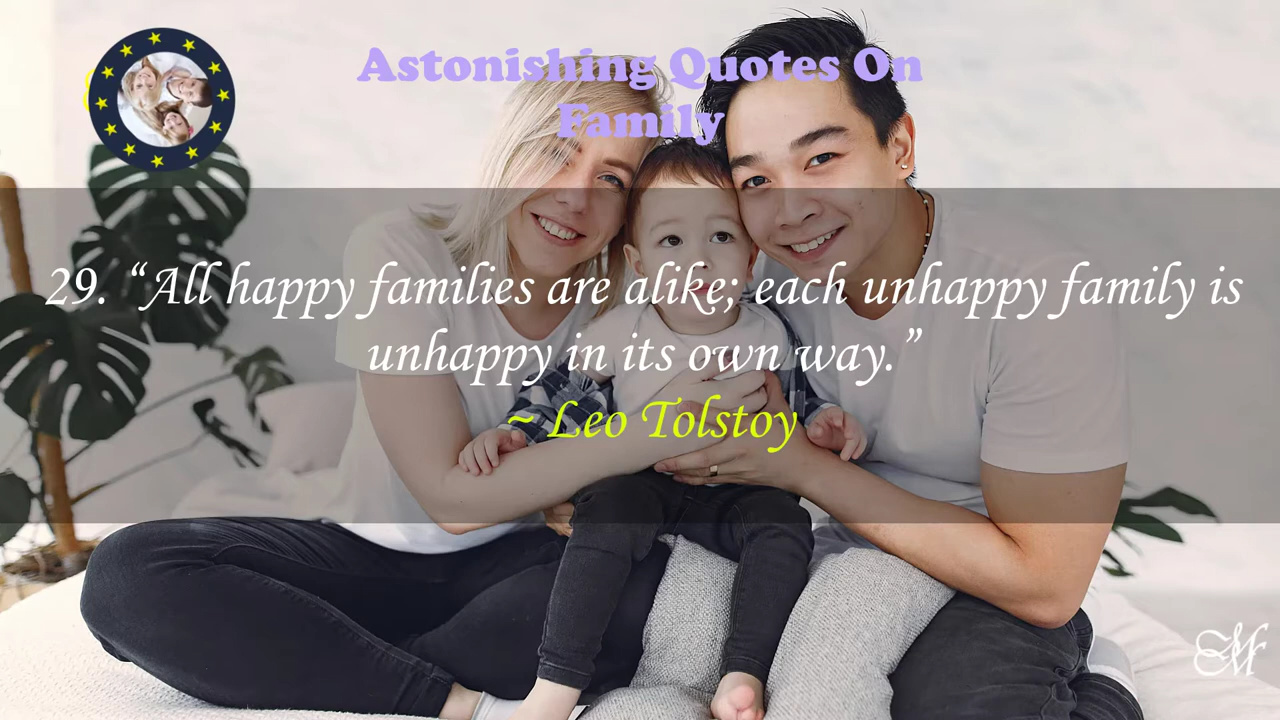 Astonishing Quotes On
Family
29. “All happy families are alike; each unhappy family is
unhappy in its own way.”
~ Leo Tolstoy